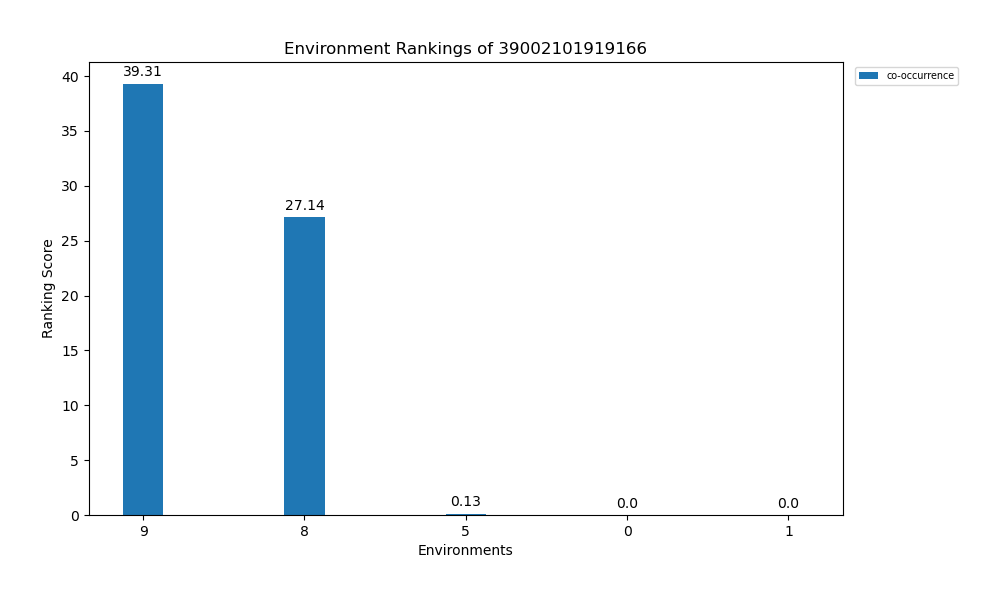 Environment Rankings of 39002101919166
co-occurrence
39.31
27.14
0.13
0.0
0.0
40
35
30
25
20
15
10
5
0
Ranking Score
9 8 5 0 1
Environments